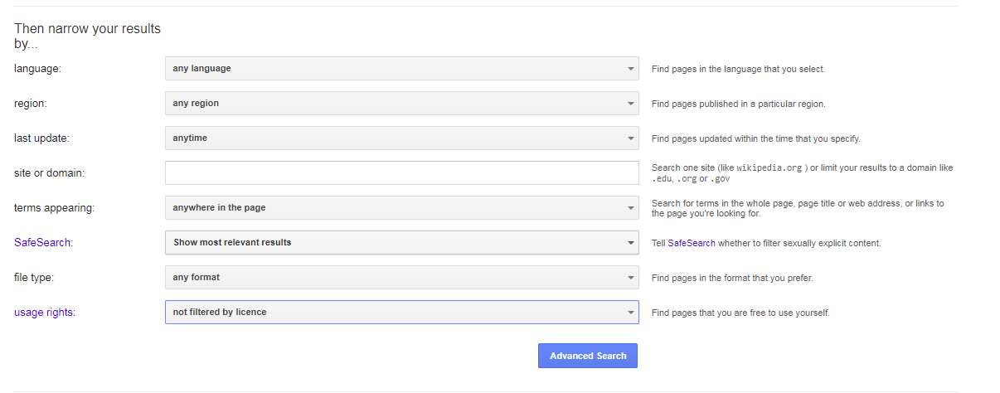 Then narrow your results
by...
language:
any language
Find pages in the language that you select.
region:
any region
Find pages published in a particular region.
last update:
anytime
Find pages updated within the time that you specify.
site or domain:
Search one site (like wikipedia.org ) or limit your results to a domain like
.edu, .org or .gov
terms appearing:
anywhere in the page
Search for terms in the whole page, page title or web address, or links to
the page you're looking for.
SafeSearch:
Show most relevant results
Tell SafeSearch whether to filter sexually explicit content.
file type:
any format
Find pages in the format that you prefer.
usage rights:
not filtered by licence
Find pages that you are free to use yourself.
Advanced Search